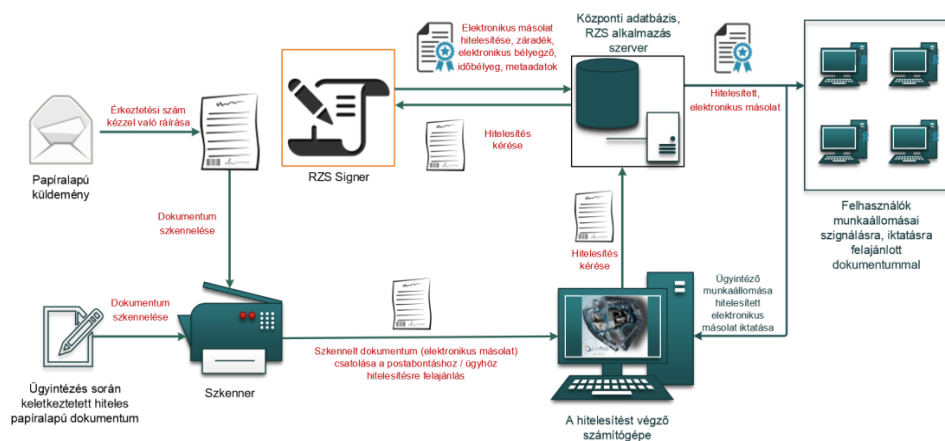 Elektronikus másolat
hitelesítése, záradék,
elektronikus bélyegző,
időbélyeg, metaadatok
Központi adatbázis,
RZS alkalmazás
szerver
Érkeztetési szám
kézzel való ráírása
Hitelesített,
elektronikus másolat
Hitelesítés
kérése
Papíralapú
küldemény
RZS Signer
Felhasználók
munkaállomásai
szignálásra, iktatásra
felajánlott
dokumentummal
Dokumentum
szkennelése
Hitelesítés
kérése
Ügyintéző
munkaállomása
hitelesített
elektronikus
másolat iktatása
Dokumentum
szkennelése
Szkennelt dokumentum (elektronikus másolat)
csatolása a postabontáshoz / ügyhöz
hitelesítésre felajánlás
Ügyintézés során
keletkeztetett hiteles
papíralapú dokumentum
Szkenner
A hitelesítést végző
számítógépe